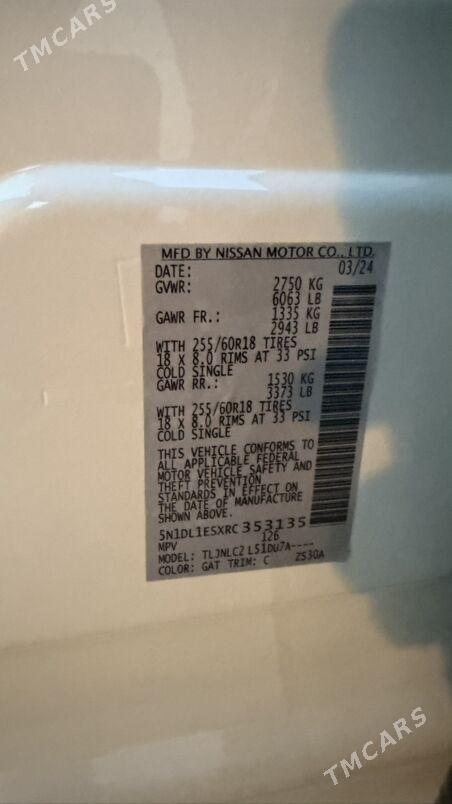 TMCARS
MFD BY NISSAN MOTOR CO., LTD.
DATE: 03/24
GVWR: 2750 KG
6063 LB
GAWR FR.: 1335 KG
2943 LB
WITH 255/60R18 TIRES
18 X 8.0 RIMS AT 33 PSI
COLD SINGLE
GAWR RR.: 1530 KG
3373 LB
WITH 255/60R18 TIRES
18 X 8.0 RIMS AT 33 PSI
COLD SINGLE
THIS VEHICLE CONFORMS TO
ALL APPLICABLE FEDERAL
MOTOR VEHICLE SAFETY AND
THEFT PREVENTION
STANDARDS IN EFFECT ON
THE DATE OF MANUFACTURE
SHOWN ABOVE.
5N1DL1ESXRC353135
MPV 126
MODEL: TLJNLC2 L51DU7A----
COLOR: GAT TRIM: C ZS30A
TMCARS